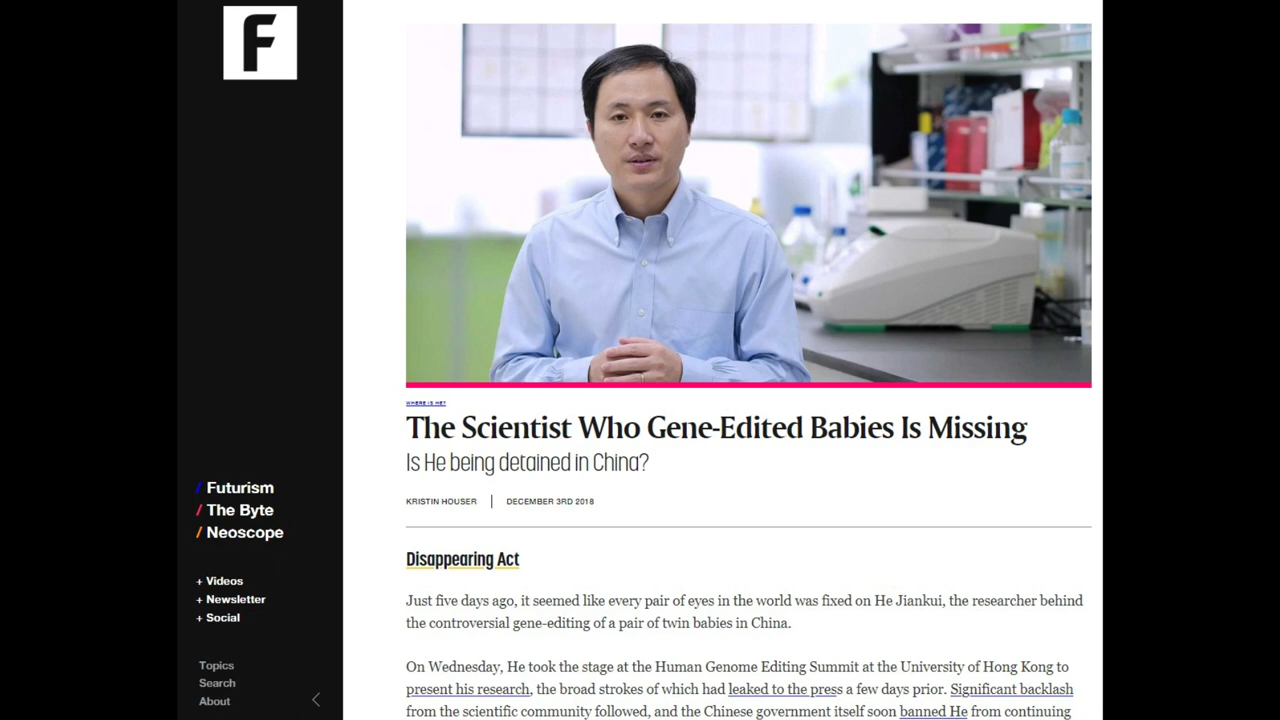 F
WHERE IS HE?
The Scientist Who Gene-Edited Babies Is Missing
Is He being detained in China?
KRISTIN HOUSER | DECEMBER 3RD 2018
Disappearing Act
Just five days ago, it seemed like every pair of eyes in the world was fixed on He Jiankui, the researcher behind
the controversial gene-editing of a pair of twin babies in China.
On Wednesday, He took the stage at the Human Genome Editing Summit at the University of Hong Kong to
present his research, the broad strokes of which had leaked to the press a few days prior. Significant backlash
from the scientific community followed, and the Chinese government itself soon banned He from continuing
/ Futurism
/ The Byte
/ Neoscope
+ Videos
+ Newsletter
+ Social
Topics
Search
About